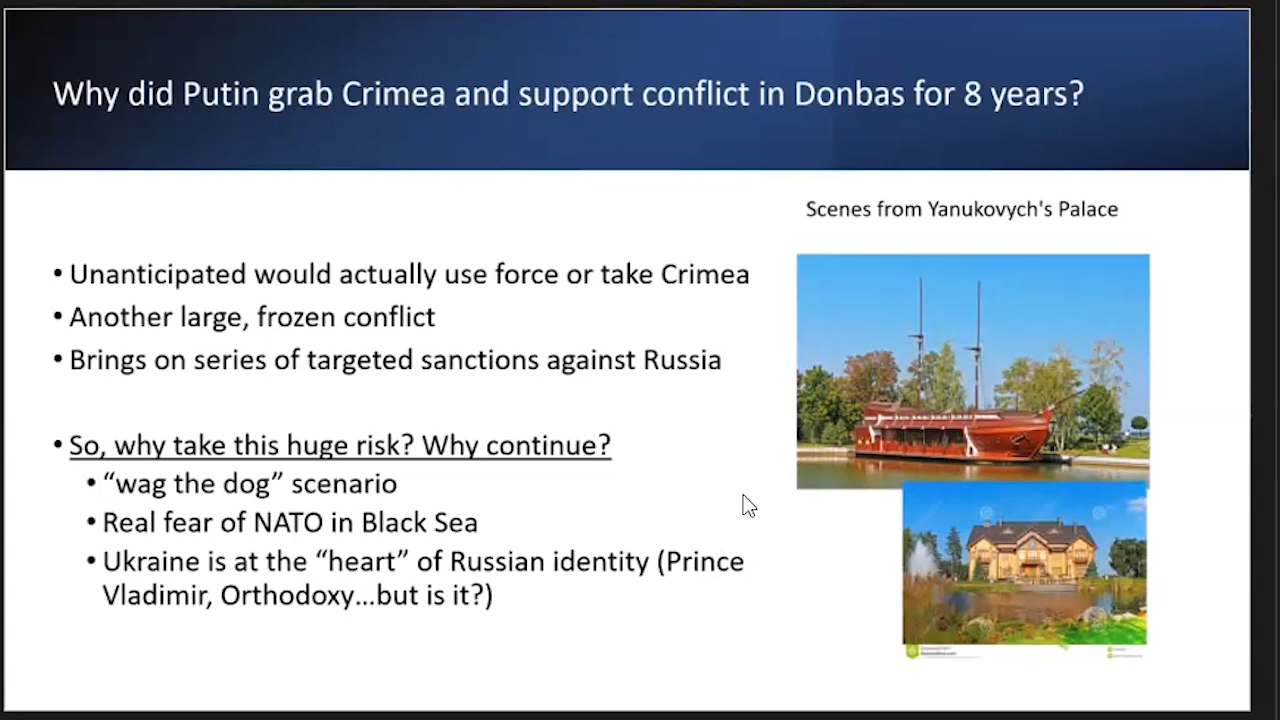 Why did Putin grab Crimea and support conflict in Donbas for 8 years?
Scenes from Yanukovych's Palace
• Unanticipated would actually use force or take Crimea
• Another large, frozen conflict
• Brings on series of targeted sanctions against Russia
• So, why take this huge risk? Why continue?
• “wag the dog” scenario
• Real fear of NATO in Black Sea
• Ukraine is at the “heart” of Russian identity (Prince
Vladimir, Orthodoxy...but is it?)